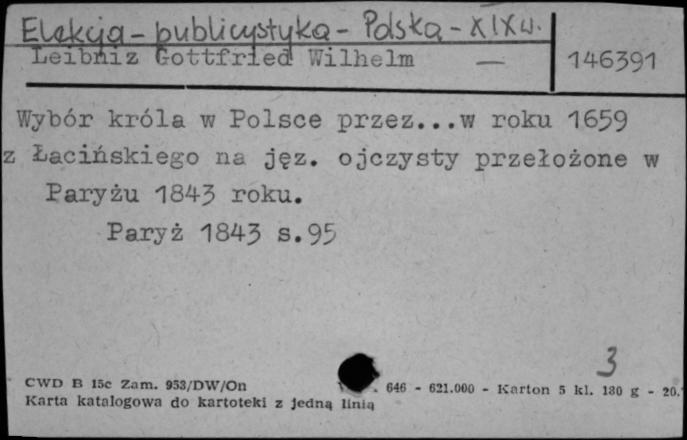 Elekcja - publicystyka - Polska - XIX w.
Leibniz Gottfried Wilhelm — 146391
Wybór króla w Polsce przez...w roku 1659
z Łacińskiego na jęz. ojczysty przełożone w
Paryżu 1843 roku.
Paryż 1843 s.95
3
CWD B 15c Zam. 953/DW/On . 646 - 621.000 - Karton 5 kl. 180 g - 20.
Karta katalogowa do kartoteki z jedną linią